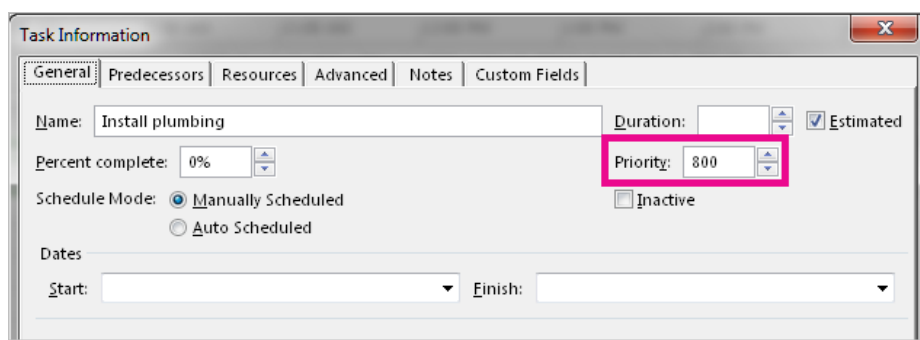 Task Information
General Predecessors Resources Advanced Notes Custom Fields
Name: Install plumbing Duration: Estimated
Percent complete: 0% Priority: 800
Schedule Mode: Manually Scheduled Inactive
Auto Scheduled
Dates
Start: Finish: